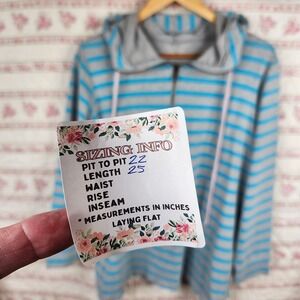 SIZING INFO
PIT TO PIT 22
LENGTH 25
WAIST
RISE
INSEAM
* MEASUREMENTS IN INCHES
LAYING FLAT